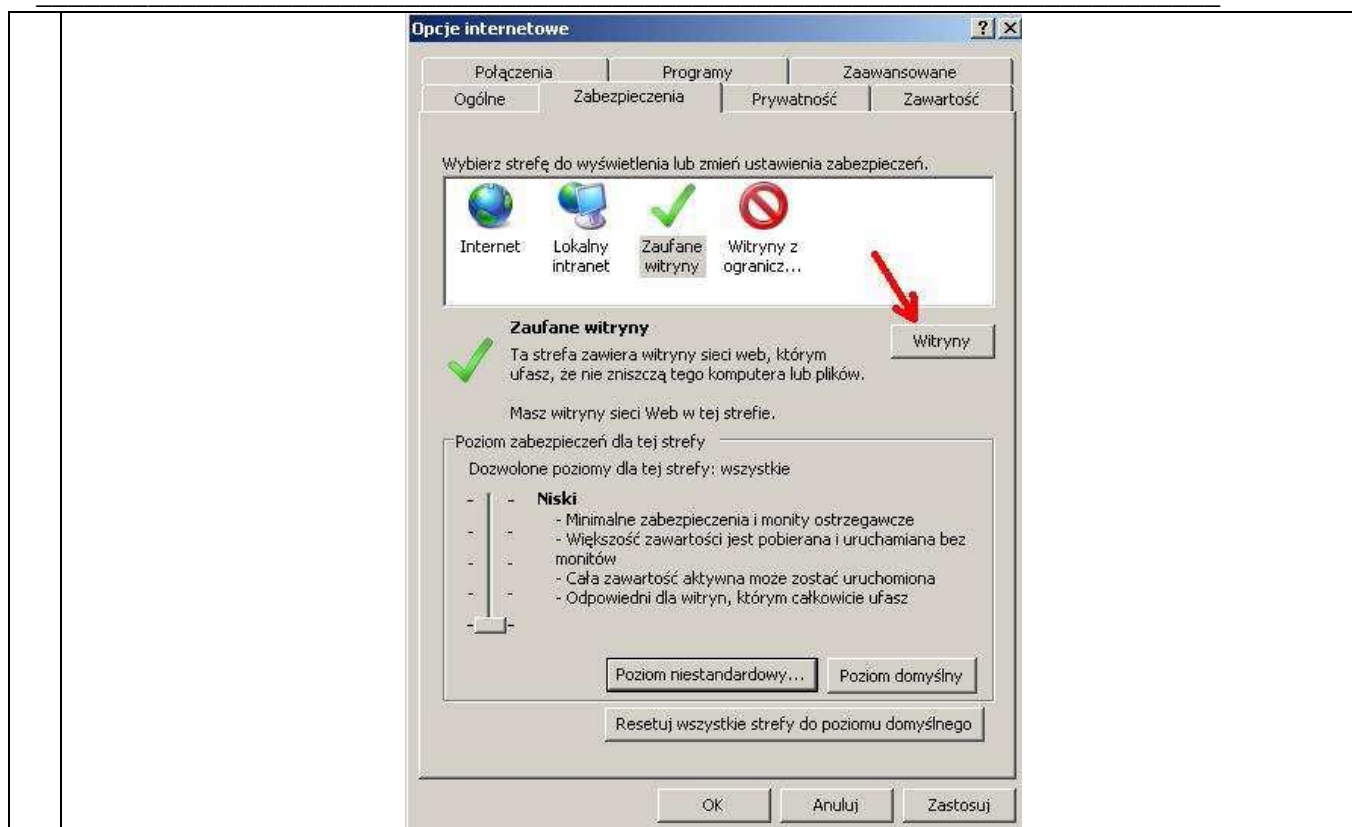 Opcje internetowe
Połączenia Programy Zaawansowane
Ogólne Zabezpieczenia Prywatność Zawartość
Wybierz strefę do wyświetlenia lub zmień ustawienia zabezpieczeń.
Internet Lokalny intranet Zaufane witryny Witryny z ogranicz...
Zaufane witryny
Witryny
Ta strefa zawiera witryny sieci web, którym
ufasz, że nie zniszczą tego komputera lub plików.
Masz witryny sieci Web w tej strefie.
Poziom zabezpieczeń dla tej strefy
Dozwolone poziomy dla tej strefy: wszystkie
Niski
- Minimalne zabezpieczenia i monity ostrzegawcze
- Większość zawartości jest pobierana i uruchamiana bez
monitów
- Cała zawartość aktywna może zostać uruchomiona
- Odpowiedni dla witryn, którym całkowicie ufasz
Poziom niestandardowy... Poziom domyślny
Resetuj wszystkie strefy do poziomu domyślnego
OK Anuluj Zastosuj